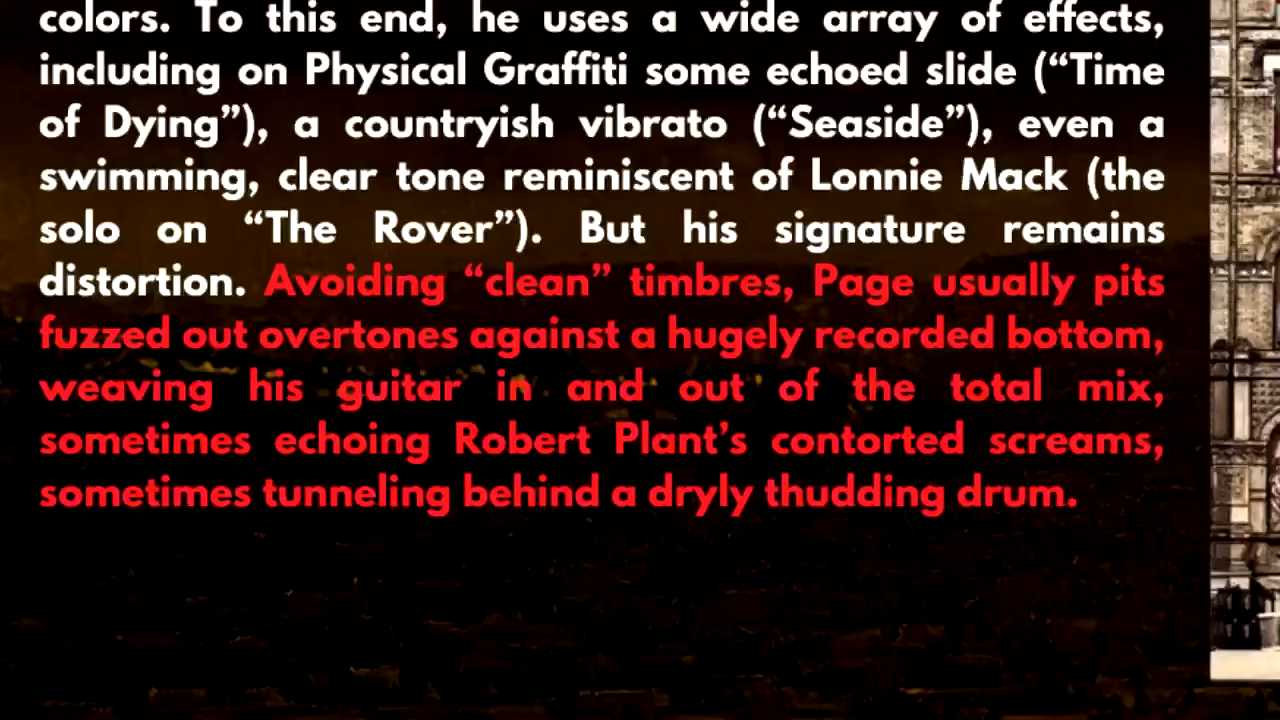 colors. To this end, he uses a wide array of effects,
including on Physical Graffiti some echoed slide (“Time
of Dying”), a countryish vibrato (“Seaside”), even a
swimming, clear tone reminiscent of Lonnie Mack (the
solo on “The Rover”). But his signature remains
distortion. Avoiding “clean” timbres, Page usually pits
fuzzed out overtones against a hugely recorded bottom,
weaving his guitar in and out of the total mix,
sometimes echoing Robert Plant’s contorted screams,
sometimes tunneling behind a dryly thudding drum.